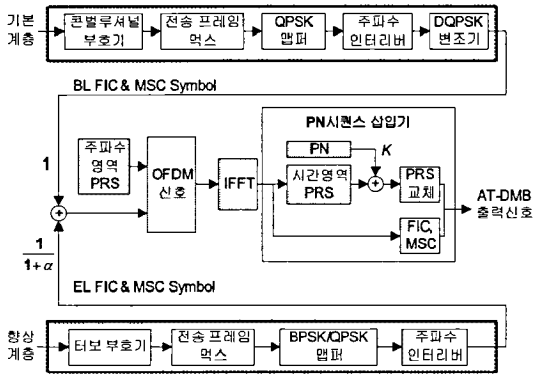 기본
계층
콘벌루셔널
부호기
전송 프레임
먹스
QPSK
맵퍼
주파수
인터리버
DQPSK
변조기
BL FIC & MSC Symbol
PN시퀀스 삽입기
1
주파수
영역
PRS
OFDM
신호
IFFT
PN
K
시간영역
PRS
PRS
교체
FIC,
MSC
AT-DMB
출력신호
1
1+α
EL FIC & MSC Symbol
향상
계층
터보 부호기
전송 프레임
먹스
BPSK/QPSK
맵퍼
주파수
인터리버